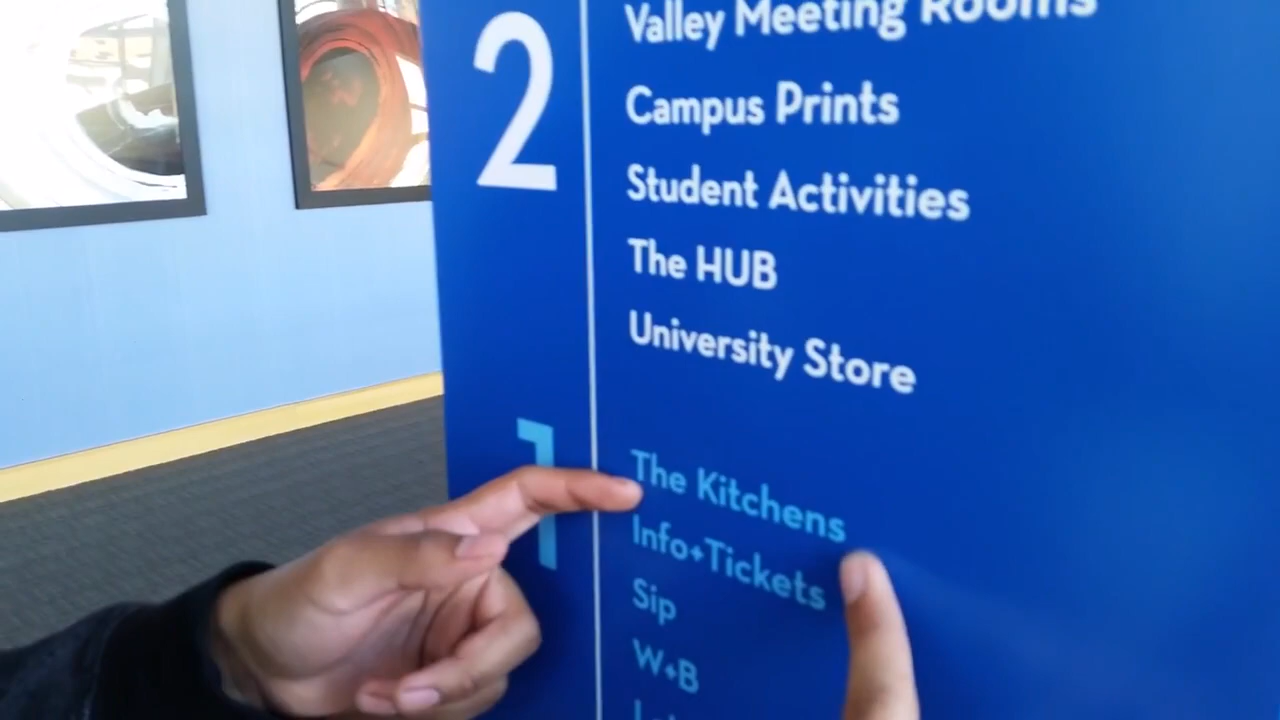 2
Valley Meeting Rooms
Campus Prints
Student Activities
The HUB
University Store
1
The Kitchens
Info+Tickets
Sip
W+B